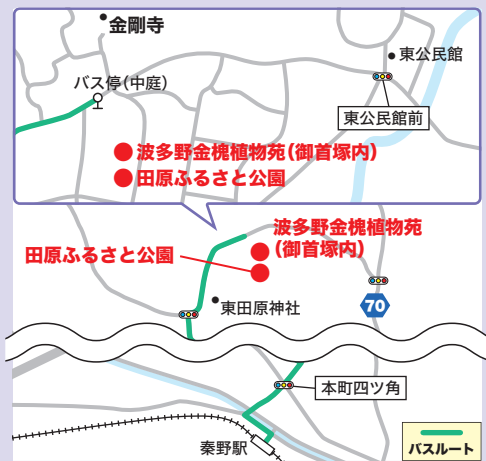 金剛寺
東公民館
バス停(中庭)
東公民館前
波多野金槐植物苑(御首塚内)
田原ふるさと公園
波多野金槐植物苑
(御首塚内)
田原ふるさと公園
東田原神社
70
本町四ツ角
秦野駅
バスルート